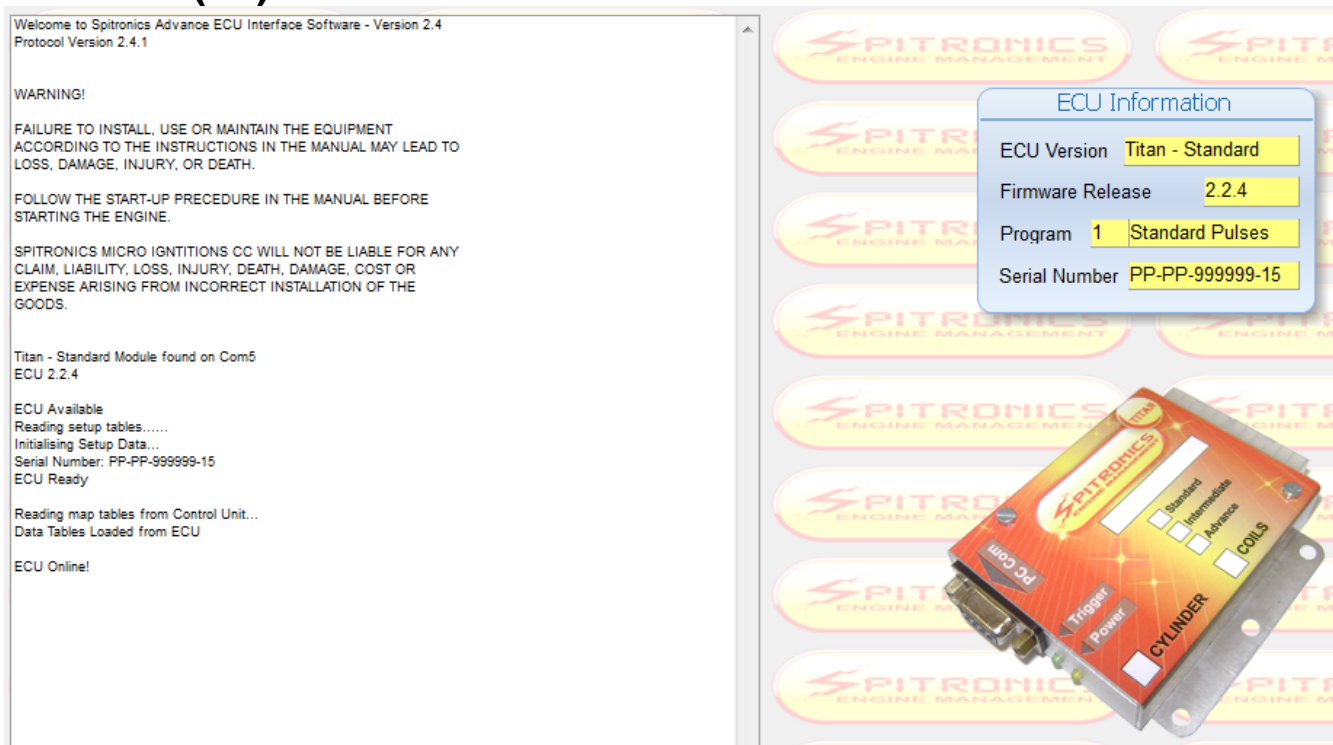 Welcome to Spitronics Advance ECU Interface Software - Version 2.4
Protocol Version 2.4.1
WARNING!
FAILURE TO INSTALL, USE OR MAINTAIN THE EQUIPMENT
ACCORDING TO THE INSTRUCTIONS IN THE MANUAL MAY LEAD TO
LOSS, DAMAGE, INJURY, OR DEATH.
FOLLOW THE START-UP PRECEDURE IN THE MANUAL BEFORE
STARTING THE ENGINE.
SPITRONICS MICRO IGNTITIONS CC WILL NOT BE LIABLE FOR ANY
CLAIM, LIABILITY, LOSS, INJURY, DEATH, DAMAGE, COST OR
EXPENSE ARISING FROM INCORRECT INSTALLATION OF THE
GOODS.
Titan - Standard Module found on Com5
ECU 2.2.4
ECU Available
Reading setup tables......
Initialising Setup Data...
Serial Number: PP-PP-999999-15
ECU Ready
Reading map tables from Control Unit...
Data Tables Loaded from ECU
ECU Online!
SPITRONICS
ENGINE MANAGEMENT
ECU Information
ECU Version Titan - Standard
Firmware Release 2.2.4
Program 1 Standard Pulses
Serial Number PP-PP-999999-15
TITAN
SPITRONICS
ENGINE MANAGEMENT
Standard
Intermediate
Advance
COILS
PC Com
Trigger
Power
CYLINDER